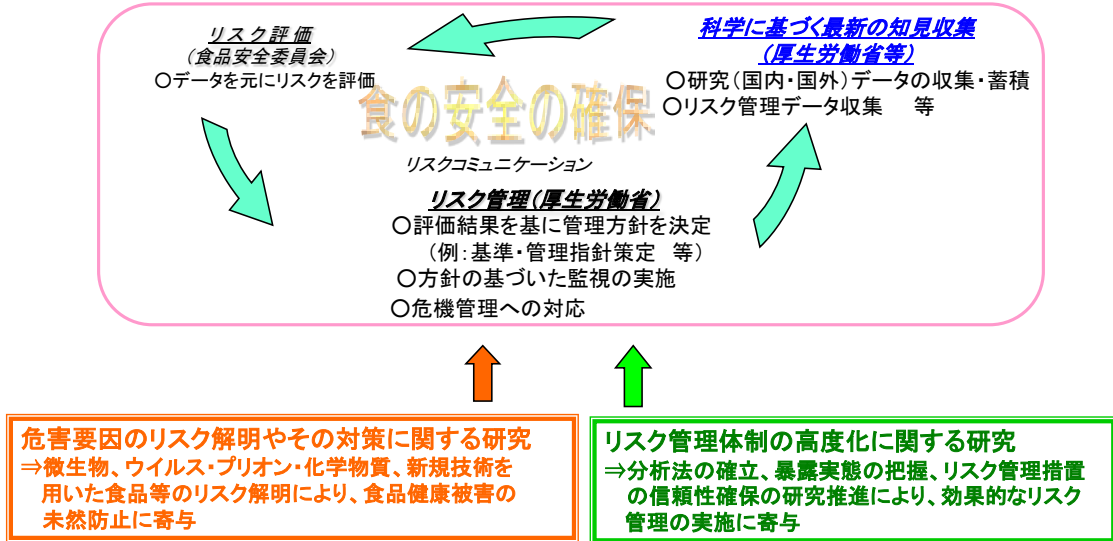 リスク評価
（食品安全委員会）
○データを元にリスクを評価
科学に基づく最新の知見収集
（厚生労働省等）
○研究（国内・国外）データの収集・蓄積
○リスク管理データ収集　等
食の安全の確保
リスクコミュニケーション
リスク管理（厚生労働省）
○評価結果を基に管理方針を決定
（例：基準・管理指針策定　等）
○方針の基づいた監視の実施
○危機管理への対応
危害要因のリスク解明やその対策に関する研究
⇒微生物、ウイルス・プリオン・化学物質、新規技術を
用いた食品等のリスク解明により、食品健康被害の
未然防止に寄与
リスク管理体制の高度化に関する研究
⇒分析法の確立、暴露実態の把握、リスク管理措置
の信頼性確保の研究推進により、効果的なリスク
管理の実施に寄与